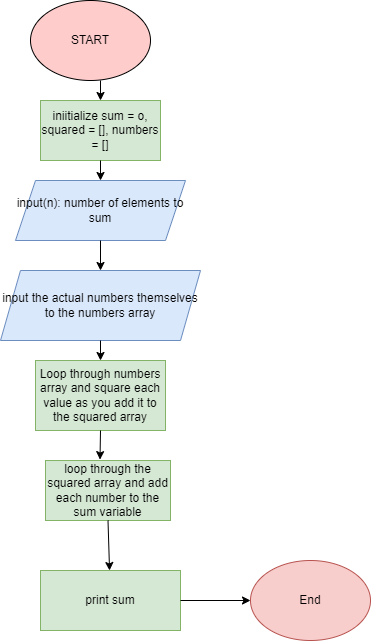 START
iniitialize sum = o,
squared = [], numbers
= []
input(n): number of elements to
sum
input the actual numbers themselves
to the numbers array
Loop through numbers
array and square each
value as you add it to
the squared array
loop through the
squared array and add
each number to the
sum variable
print sum
End